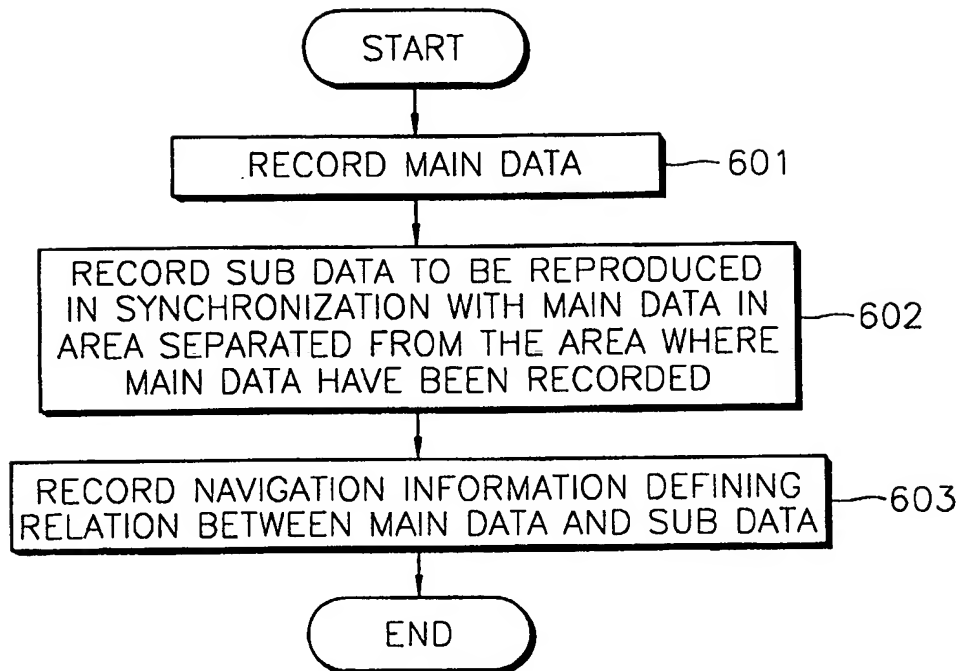 START
RECORD MAIN DATA
601
RECORD SUB DATA TO BE REPRODUCED
IN SYNCHRONIZATION WITH MAIN DATA IN
AREA SEPARATED FROM THE AREA WHERE
MAIN DATA HAVE BEEN RECORDED
602
RECORD NAVIGATION INFORMATION DEFINING
RELATION BETWEEN MAIN DATA AND SUB DATA
603
END